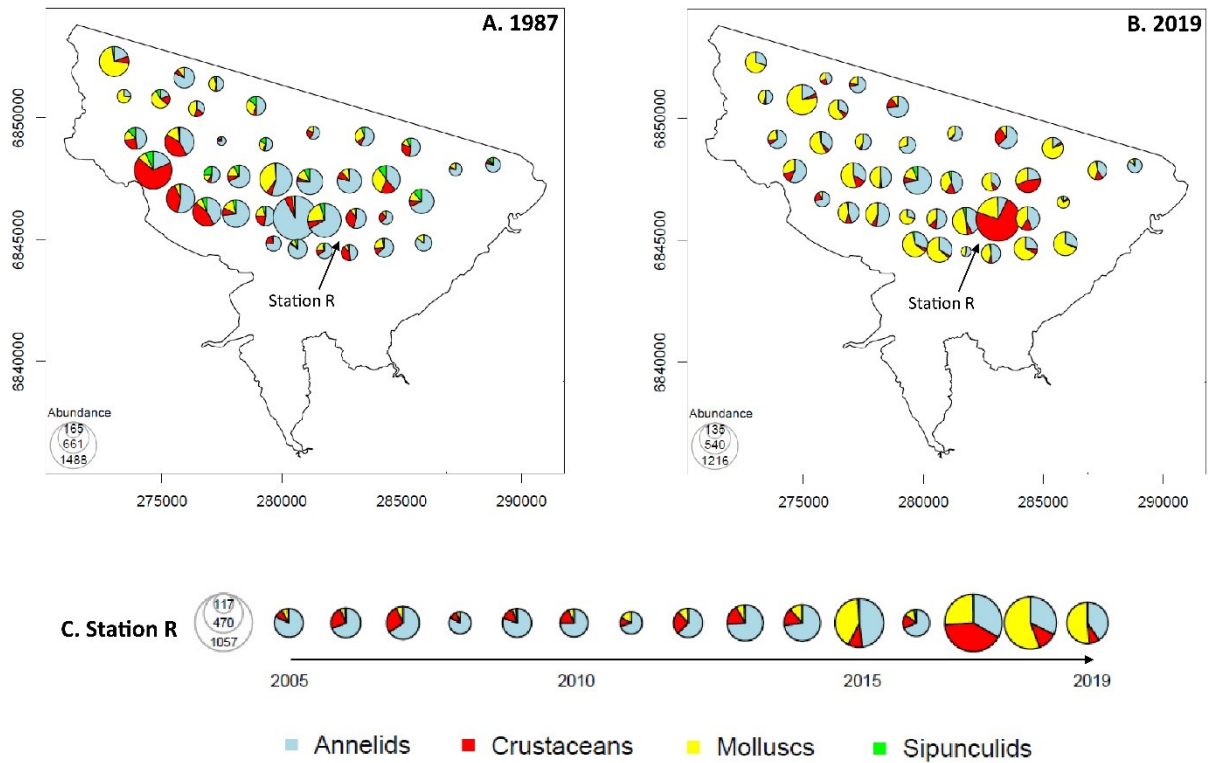 A. 1987
B. 2019
6850000
6845000
6840000
Station R
Abundance
165
661
1488
275000 280000 285000 290000
6850000
6845000
6840000
Station R
Abundance
135
540
1216
275000 280000 285000 290000
C. Station R
117
470
1057
2005 2010 2015 2019
Annelids Crustaceans Molluscs Sipunculids